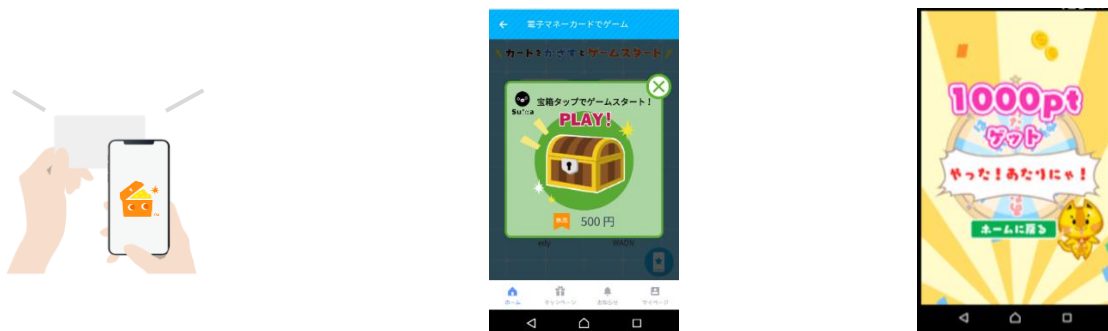 TM
電子マネーカードでゲーム
カードをかざすとゲームスタート
宝箱タップでゲームスタート!
PLAY!
500円
edy
ホーム
キャンペーン
お知らせ
マイページ
1000pt
ゲット
やった!あたりにゃ!
ホームに戻る